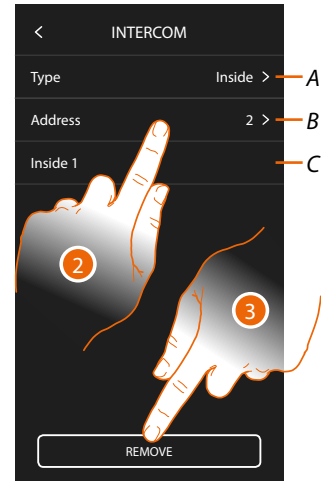 < INTERCOM
Type Inside > A
Address 2 > B
Inside 1 C
2
3
REMOVE